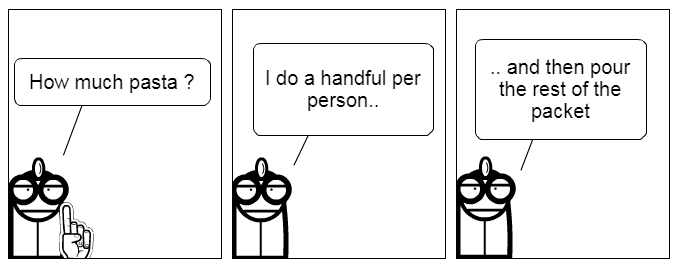 How much pasta ?
I do a handful per
person..
.. and then pour
the rest of the
packet